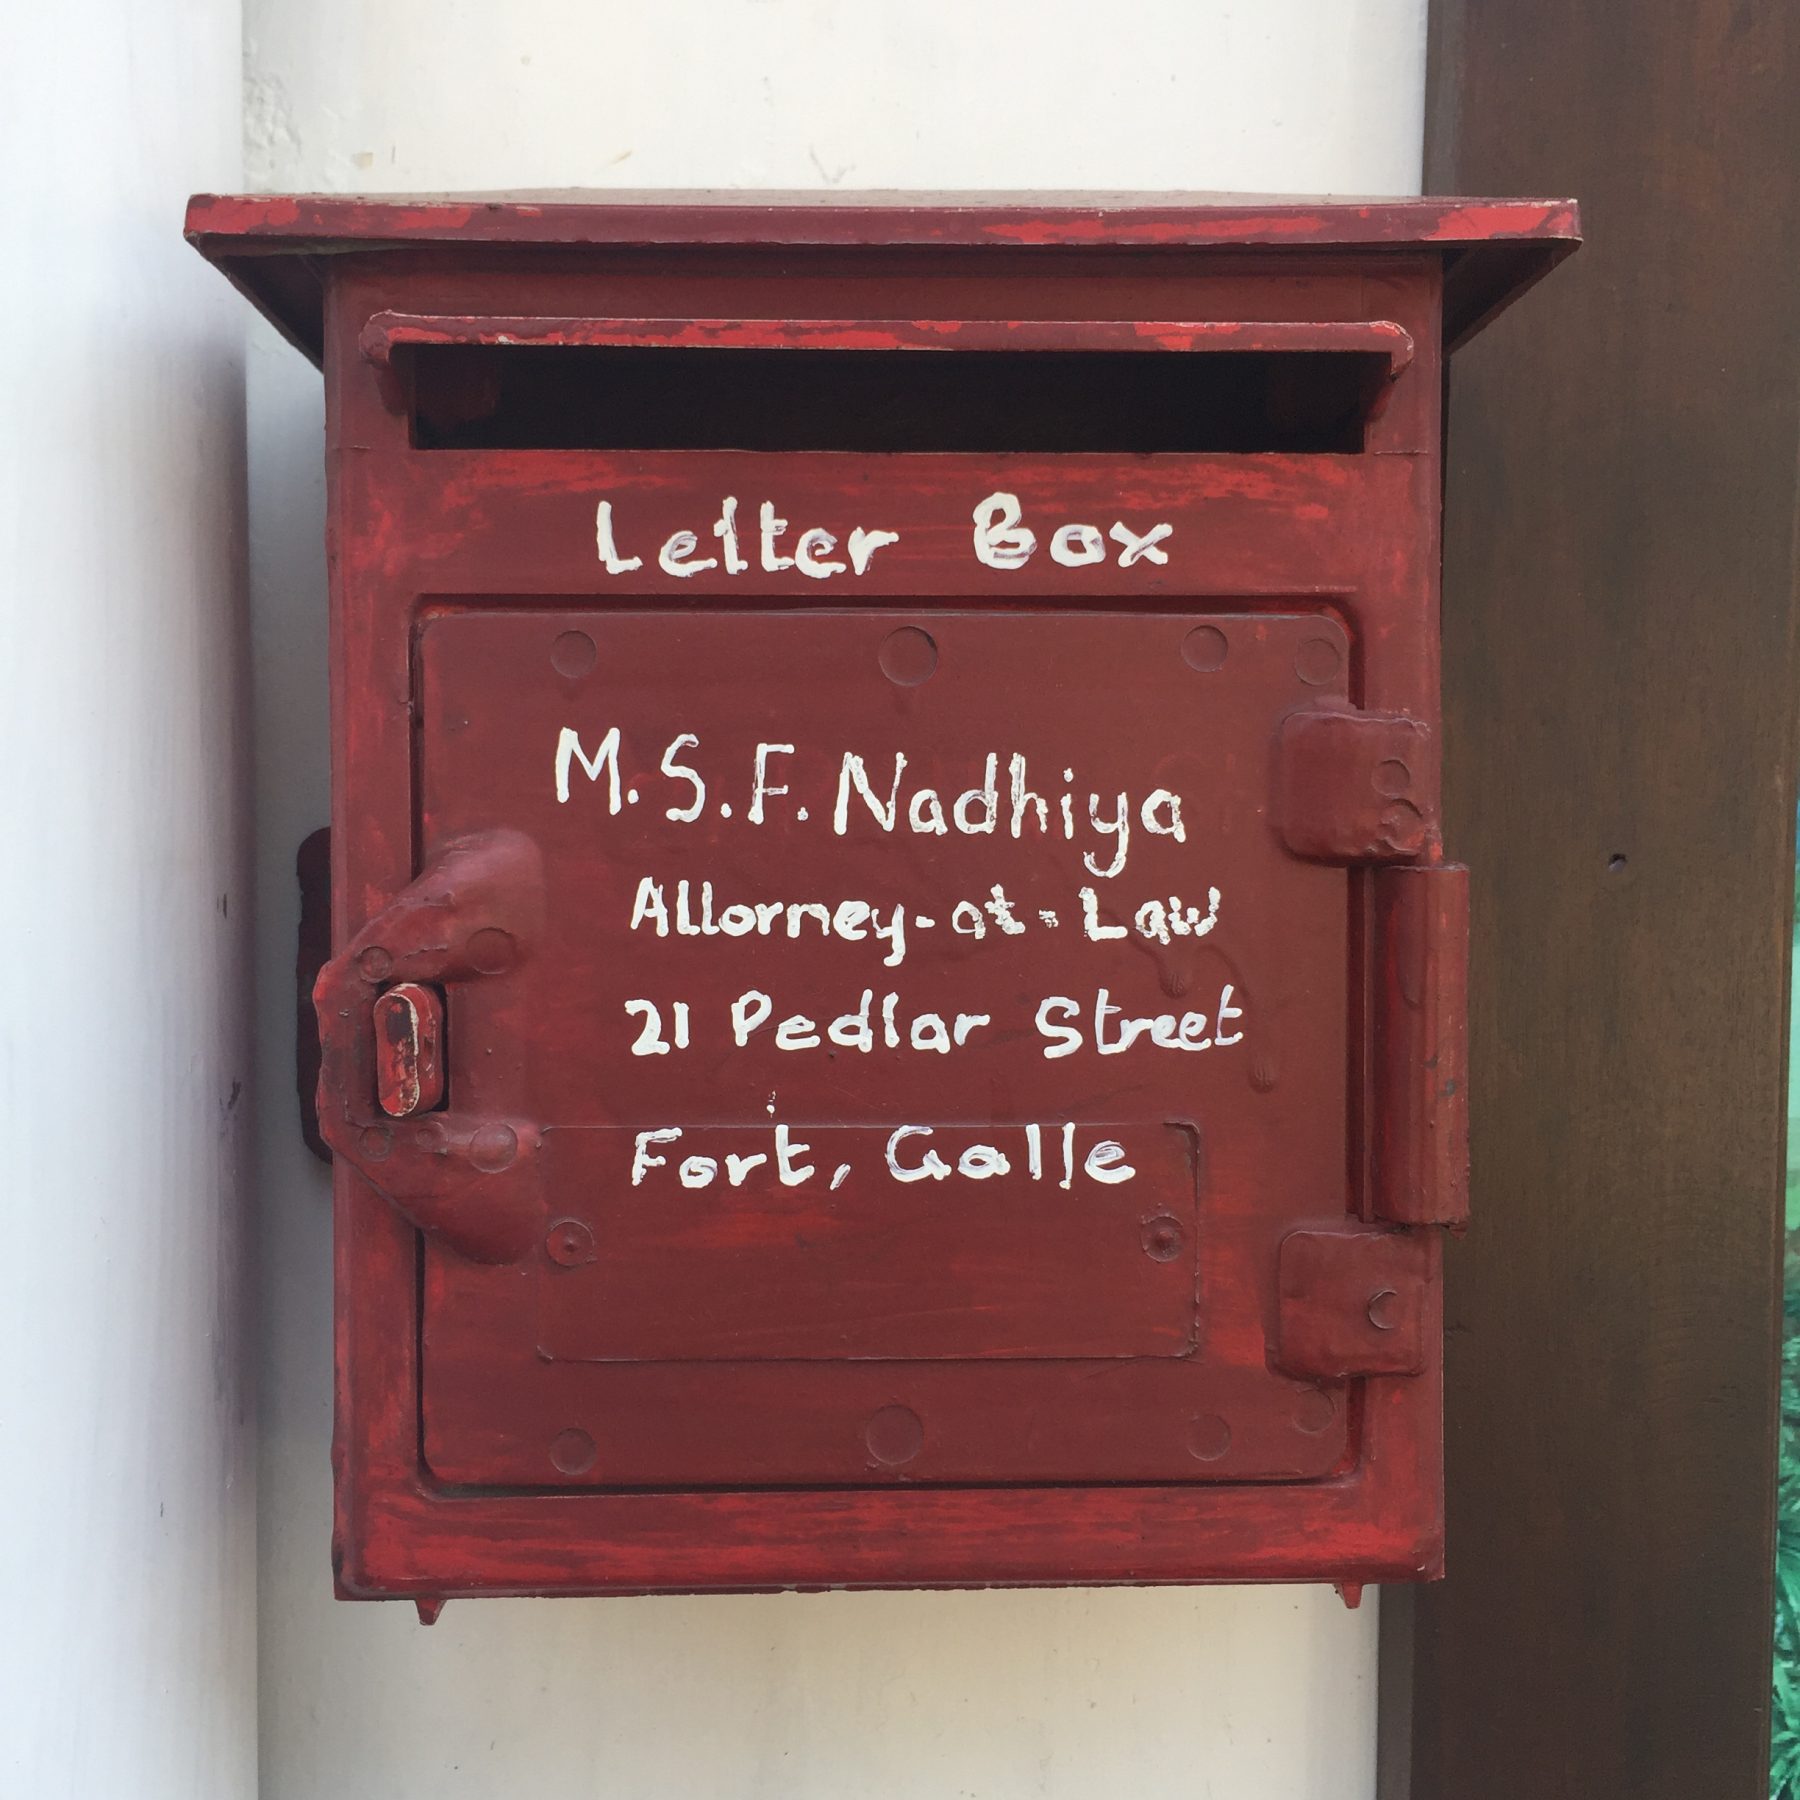 Letter Box
M.S.F. Nadhiya
Attorney-at-Law
21 Pedlar Street
Fort, Galle